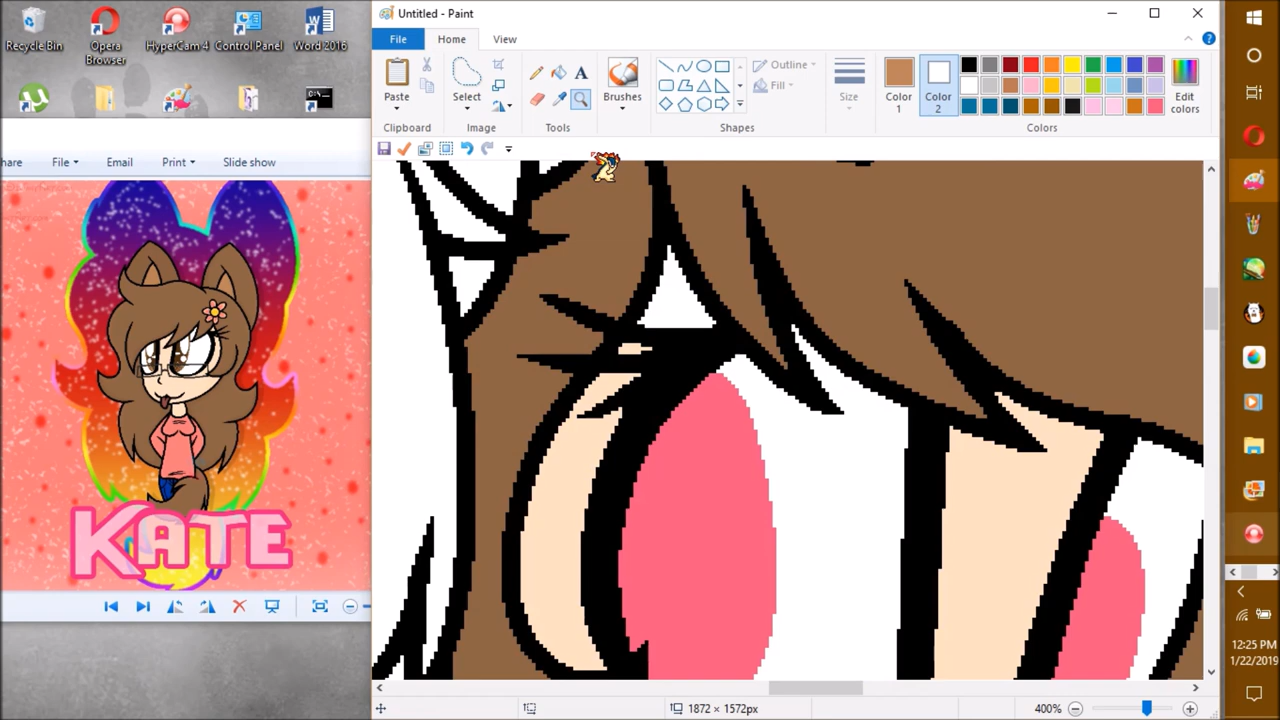 Recycle Bin
Opera Browser
HyperCam 4
Control Panel
Word 2016
C:\
hare
File
Email
Print
Slide show
KATE
Untitled - Paint
File
Home
View
Paste
Clipboard
Select
Image
Tools
Brushes
Outline
Fill
Shapes
Size
Color 1
Color 2
Edit colors
Colors
1872 × 1572px
400%
12:25 PM
1/22/2019